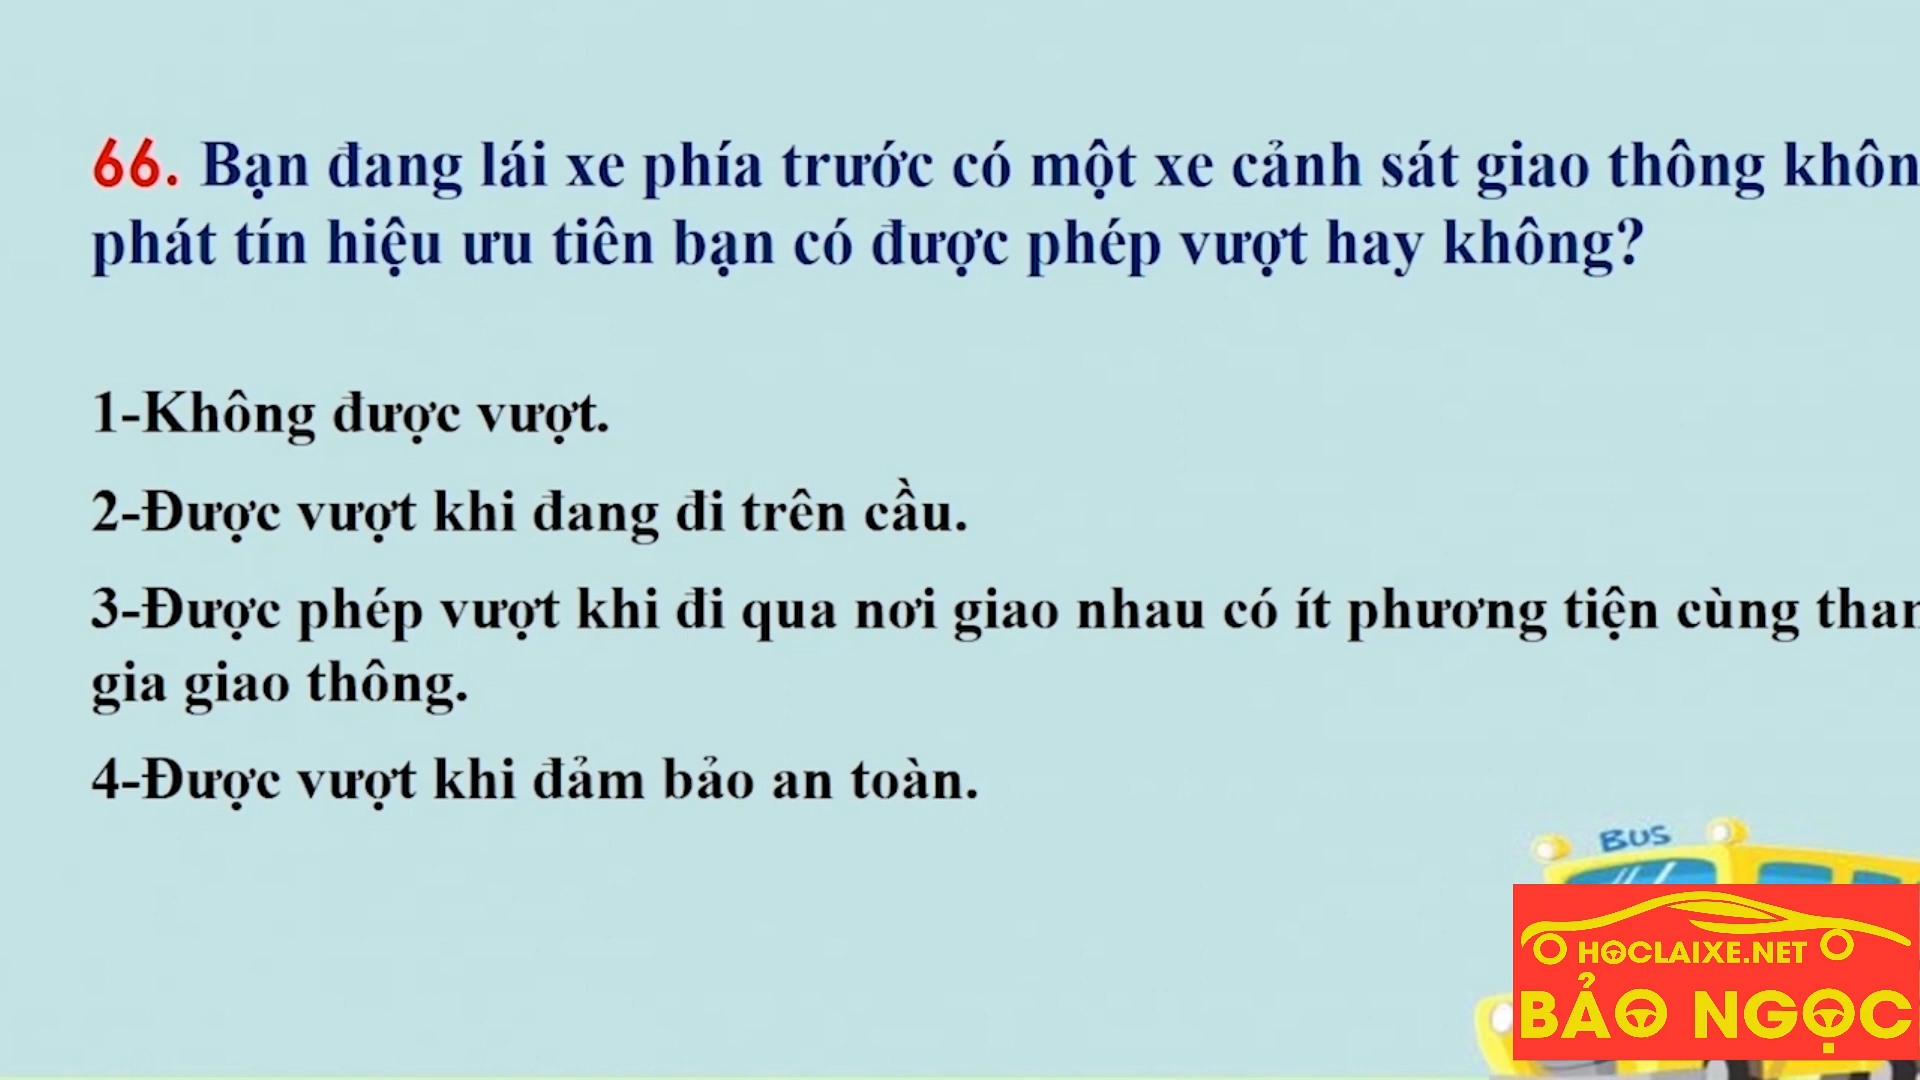 66. Bạn đang lái xe phía trước có một xe cảnh sát giao thông khôn
phát tín hiệu ưu tiên bạn có được phép vượt hay không?
1-Không được vượt.
2-Được vượt khi đang đi trên cầu.
3-Được phép vượt khi đi qua nơi giao nhau có ít phương tiện cùng tham
gia giao thông.
4-Được vượt khi đảm bảo an toàn.
BUS
HOCLAIXE.NET
BẢO NGỌC